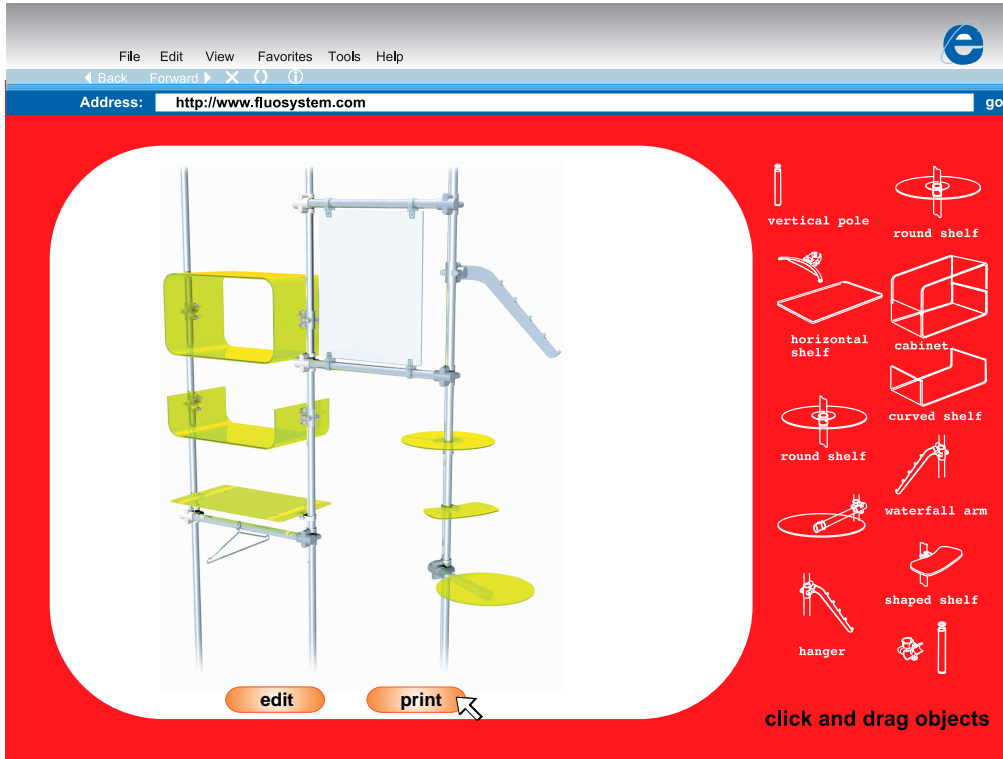 File Edit View Favorites Tools Help
Back Forward
Address: http://www.fluosystem.com go
vertical pole
round shelf
horizontal
shelf
cabinet
curved shelf
round shelf
waterfall arm
shaped shelf
hanger
edit print
click and drag objects